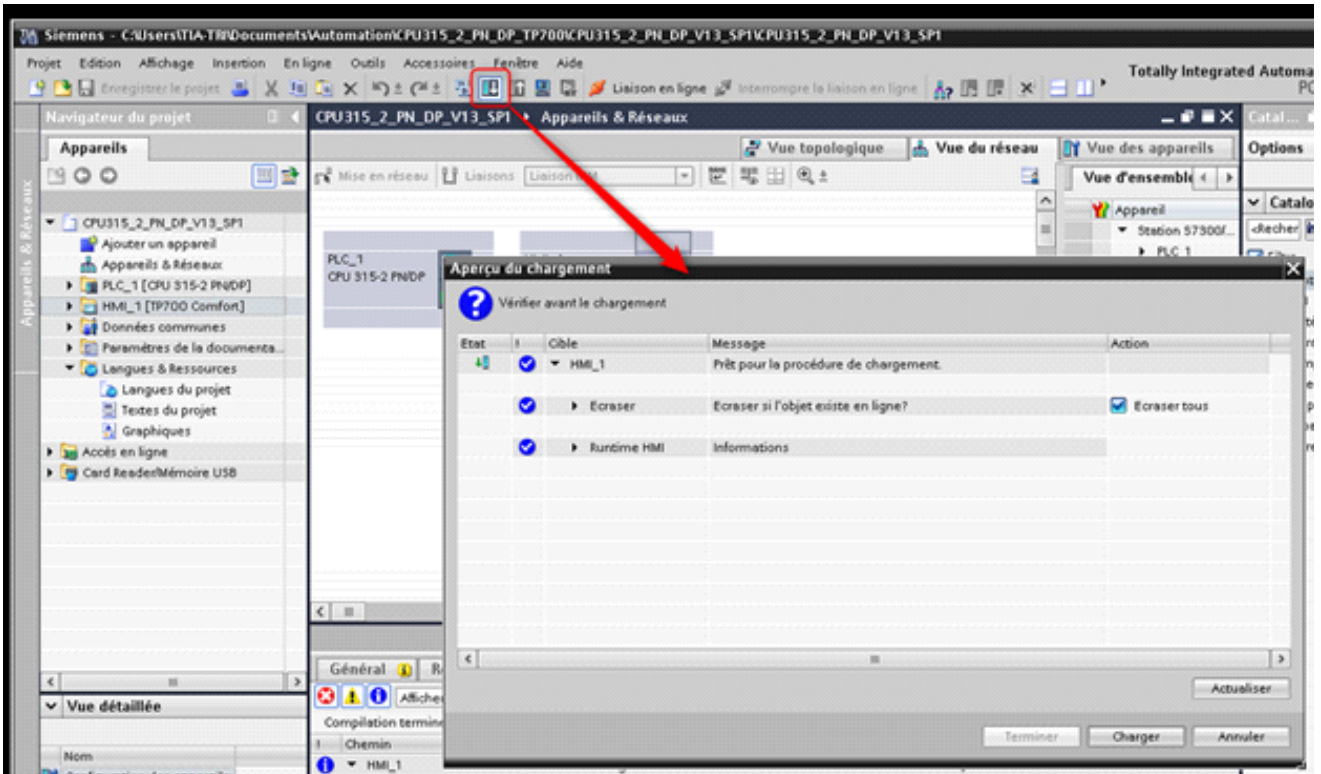 Siemens - C:\Users\TIA-TRI\Documents\Automation\CPU315_2_PN_DP_TP700\CPU315_2_PN_DP_V13_SP1\CPU315_2_PN_DP_V13_SP1
Projet Edition Affichage Insertion En ligne Outils Accessoires Fenêtre Aide
Totally Integrated Automa
Enregistrer le projet Liaison en ligne Interrompre la liaison en ligne
PO
Navigateur du projet
CPU315_2_PN_DP_V13_SP1 Appareils & Réseaux
Catal...
Appareils
Vue topologique Vue du réseau Vue des appareils
Options
Mise en réseau Liaisons
Vue d'ensemble
Appareils & Réseaux
Appareil
Catalo
Station S7300/...
PLC_1
CPU315_2_PN_DP_V13_SP1
Ajouter un appareil
Appareils & Réseaux
PLC_1 [CPU 315-2 PN/DP]
HMI_1 [TP700 Comfort]
Données communes
Paramètres de la documenta...
Langues & Ressources
Langues du projet
Textes du projet
Graphiques
Accès en ligne
Card Reader/Mémoire USB
PLC_1
CPU 315-2 PN/DP
Aperçu du chargement
Vérifier avant le chargement
Etat ! Cible Message Action
HMI_1 Prêt pour la procédure de chargement.
Ecraser Ecraser si l'objet existe en ligne? Ecraser tous
Runtime HMI Informations
Actualiser
Terminer Charger Annuler
Général
Compilation terminé
! Chemin
HMI_1
Vue détaillée
Nom